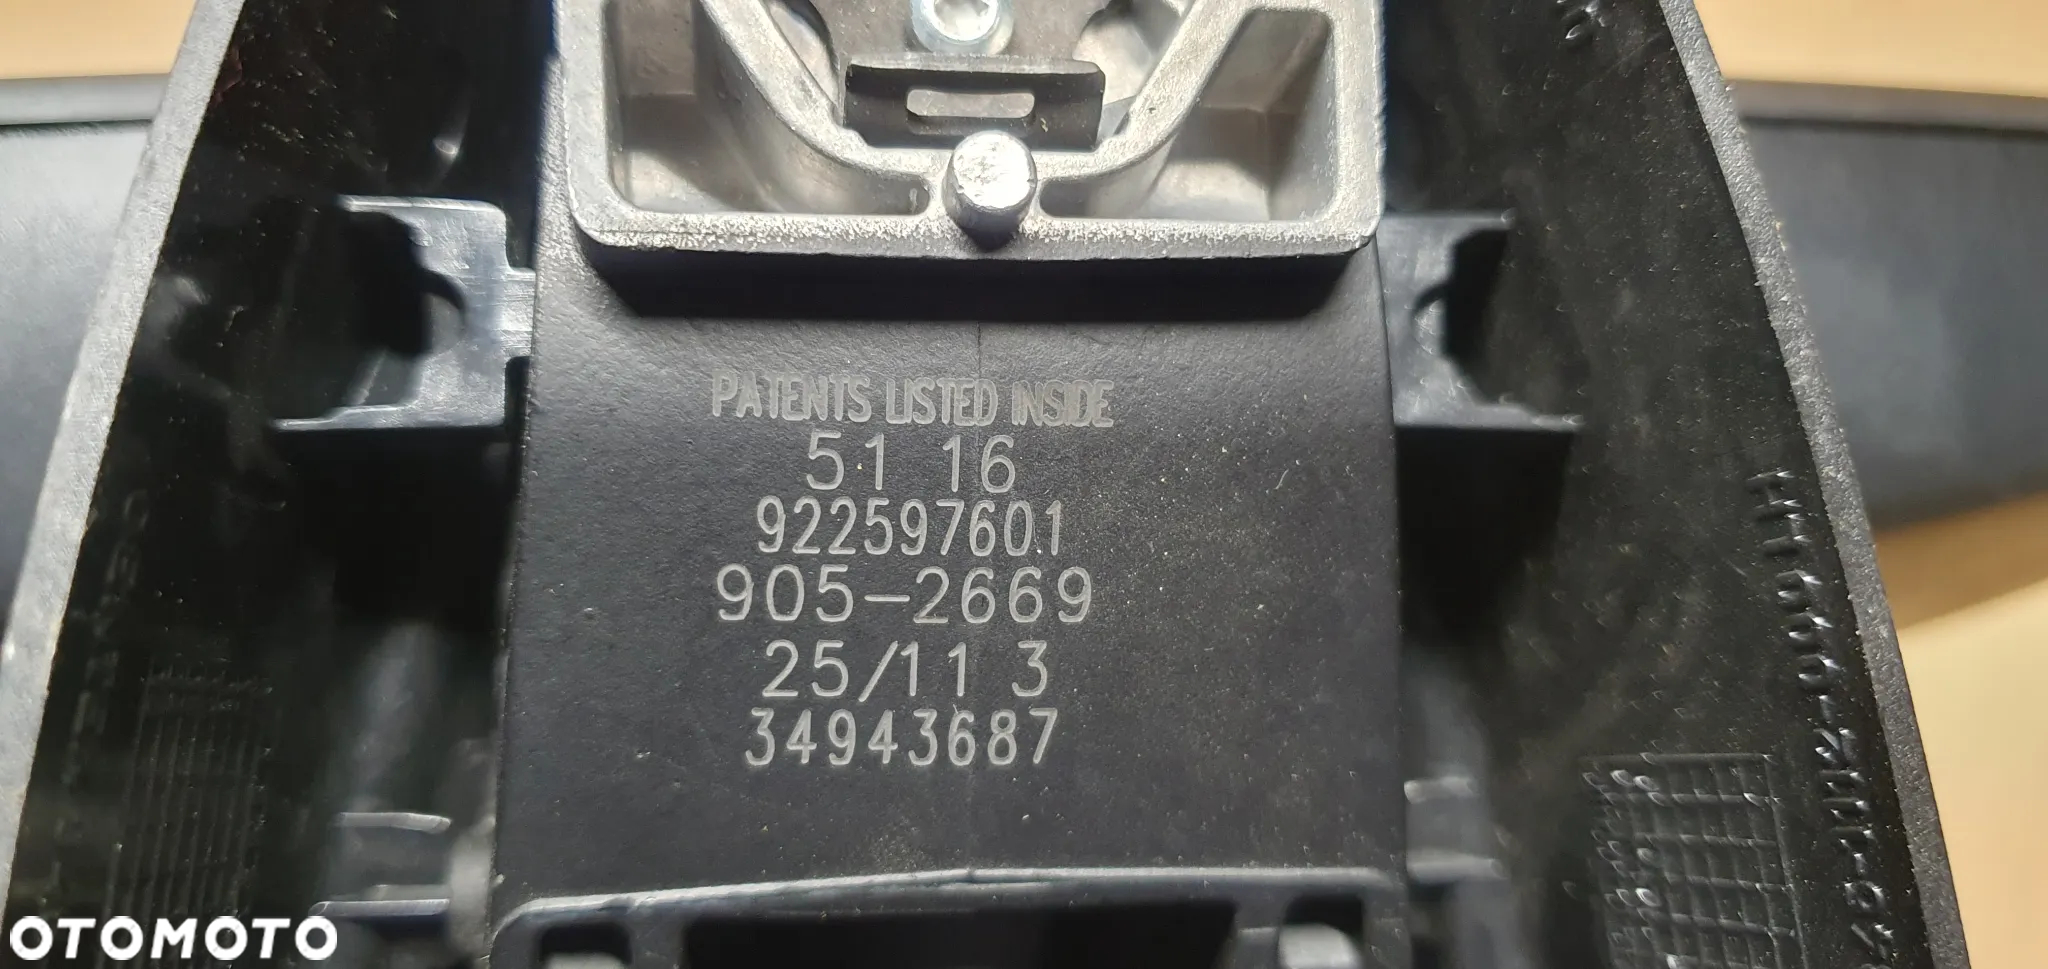 PATENTS LISTED INSIDE
51 16
922597601
905-2669
25/11 3
34943687
OTOMOTO